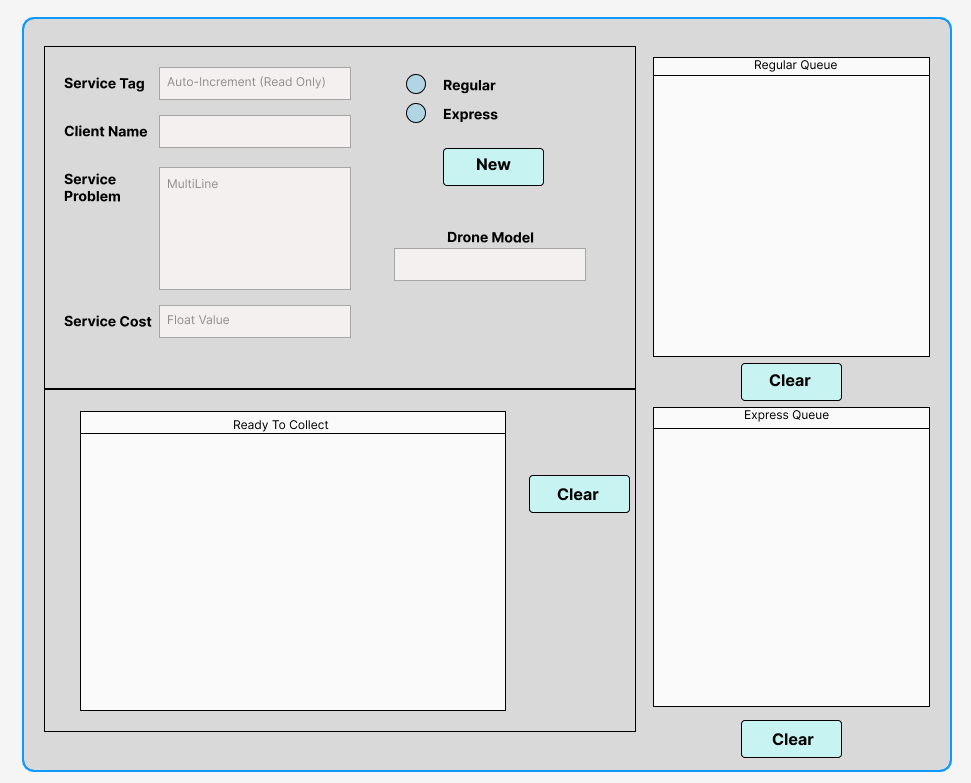 Service Tag
Auto-Increment (Read Only)
Regular
Express
Client Name
New
Service
Problem
MultiLine
Drone Model
Service Cost
Float Value
Ready To Collect
Clear
Regular Queue
Clear
Express Queue
Clear